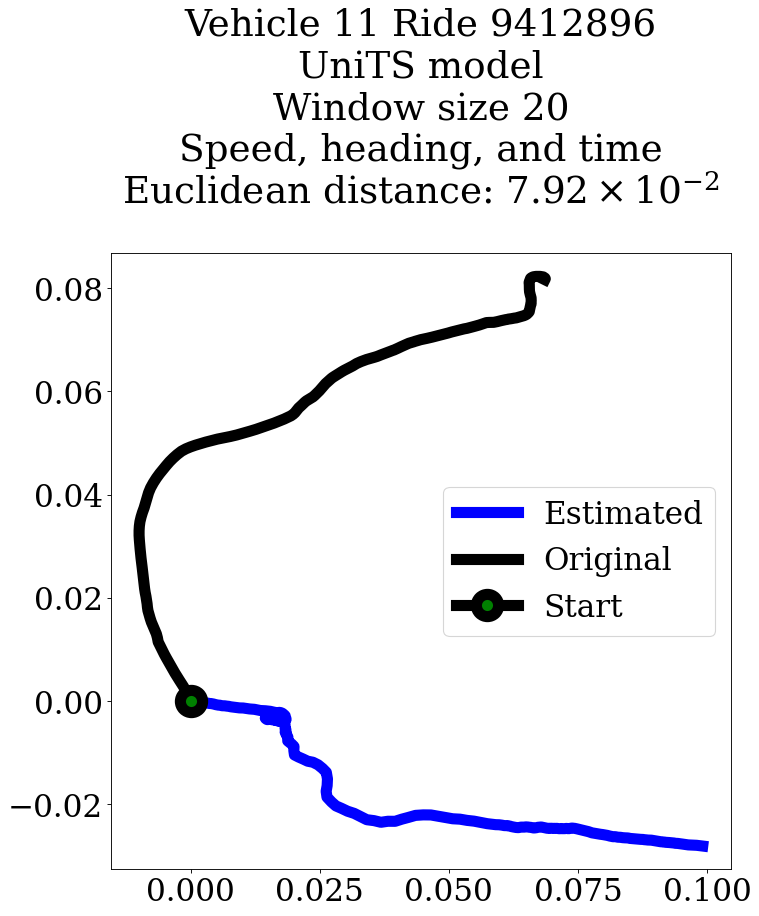 Vehicle 11 Ride 9412896
UniTS model
Window size 20
Speed, heading, and time
Euclidean distance: 7.92 × 10⁻²
0.08
0.06
0.04
0.02
0.00
−0.02
Estimated
Original
Start
0.000 0.025 0.050 0.075 0.100